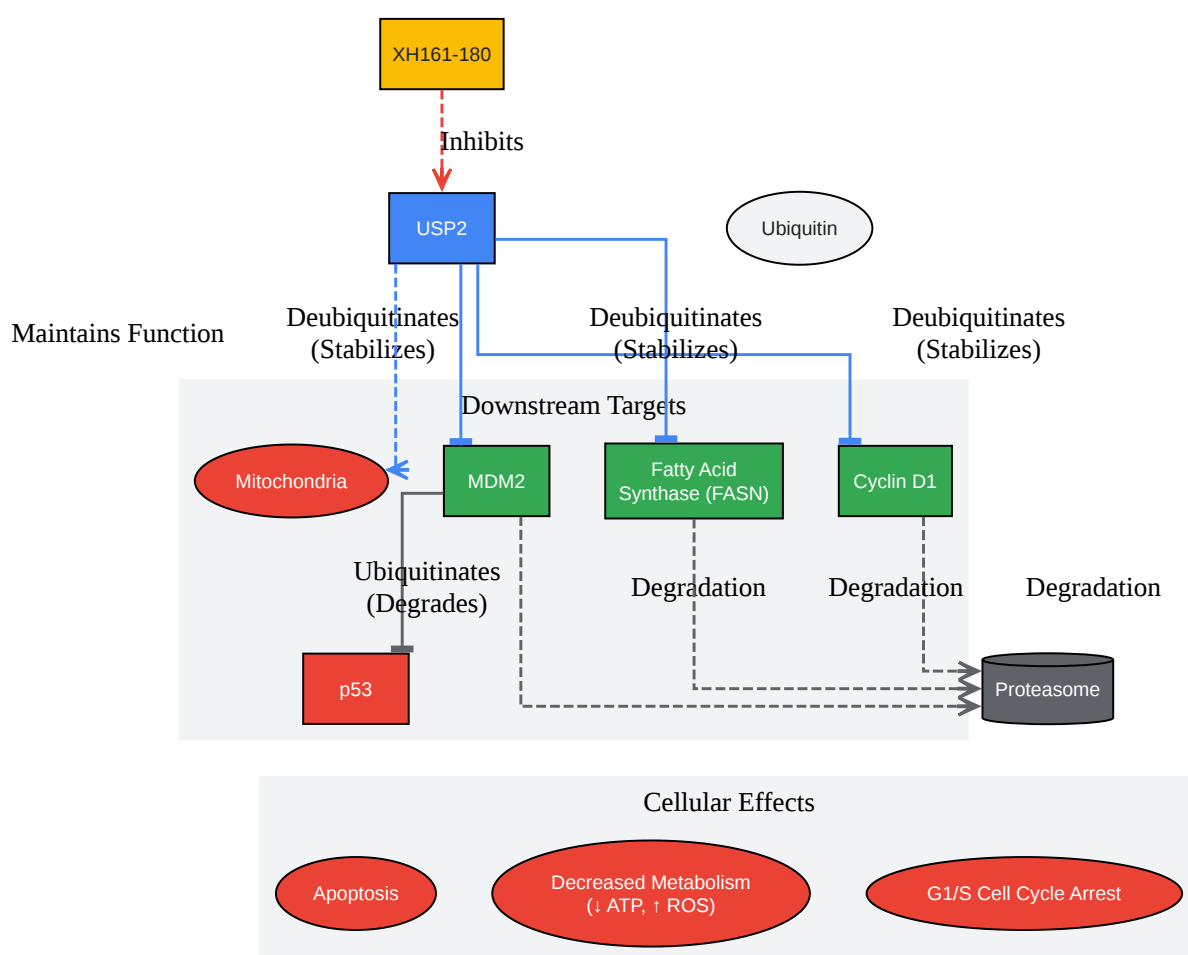 XH161-180
Inhibits
USP2
Ubiquitin
Maintains Function
Deubiquitinates
(Stabilizes)
Deubiquitinates
(Stabilizes)
Deubiquitinates
(Stabilizes)
Downstream Targets
Mitochondria
MDM2
Fatty Acid
Synthase (FASN)
Cyclin D1
Ubiquitinates
(Degrades)
Degradation
Degradation
Degradation
p53
Proteasome
Cellular Effects
Apoptosis
Decreased Metabolism
(↓ ATP, ↑ ROS)
G1/S Cell Cycle Arrest